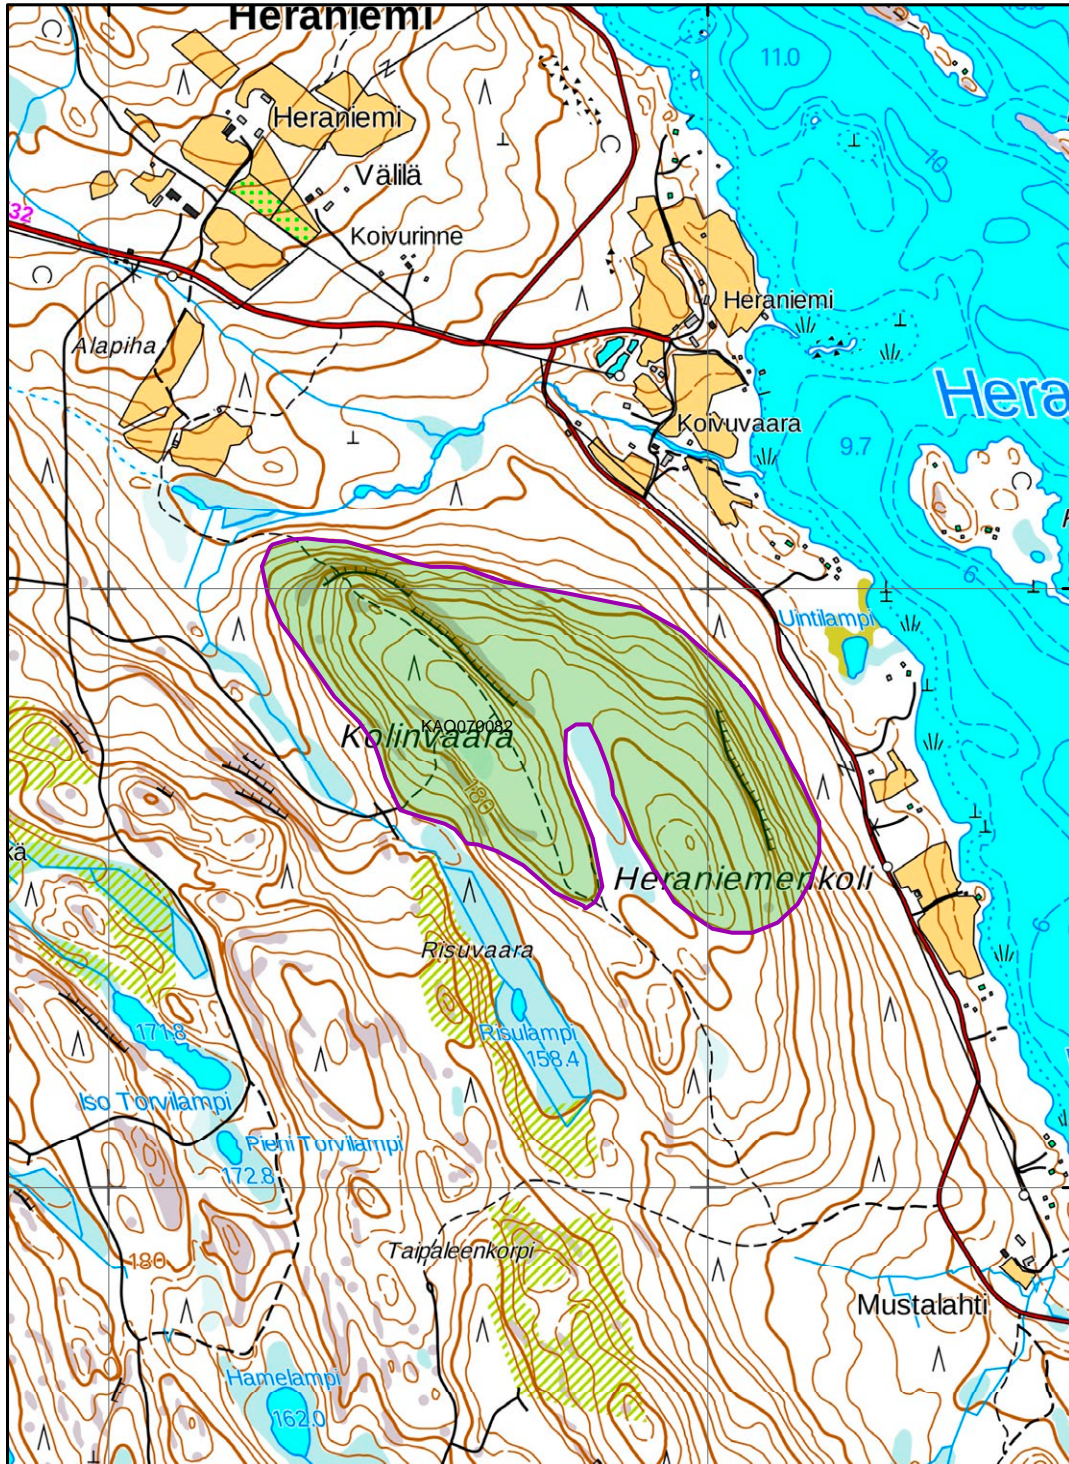 Heraniemi
11.0
Heraniemi
10
Välilä
32
Koivurinne
Heraniemi
Alapiha
Hera
Koivuvaara
9.7
6
Uintilampi
KAO070082
Kolinvaara
180
Heraniemenkoli
kä
6
Risuvaara
Risulampi
158.4
171.8
Iso Torvilampi
Pieni Torvilampi
172.8
180
Taipaleenkorpi
Mustalahti
Hamelampi
162.0